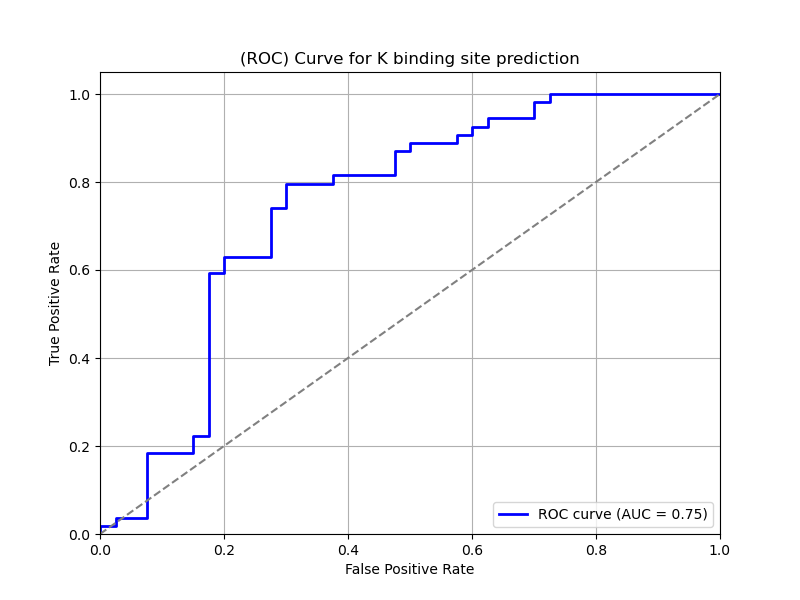 (ROC) Curve for K binding site prediction
True Positive Rate
1.0
0.8
0.6
0.4
0.2
0.0
0.0 0.2 0.4 0.6 0.8 1.0
False Positive Rate
ROC curve (AUC = 0.75)